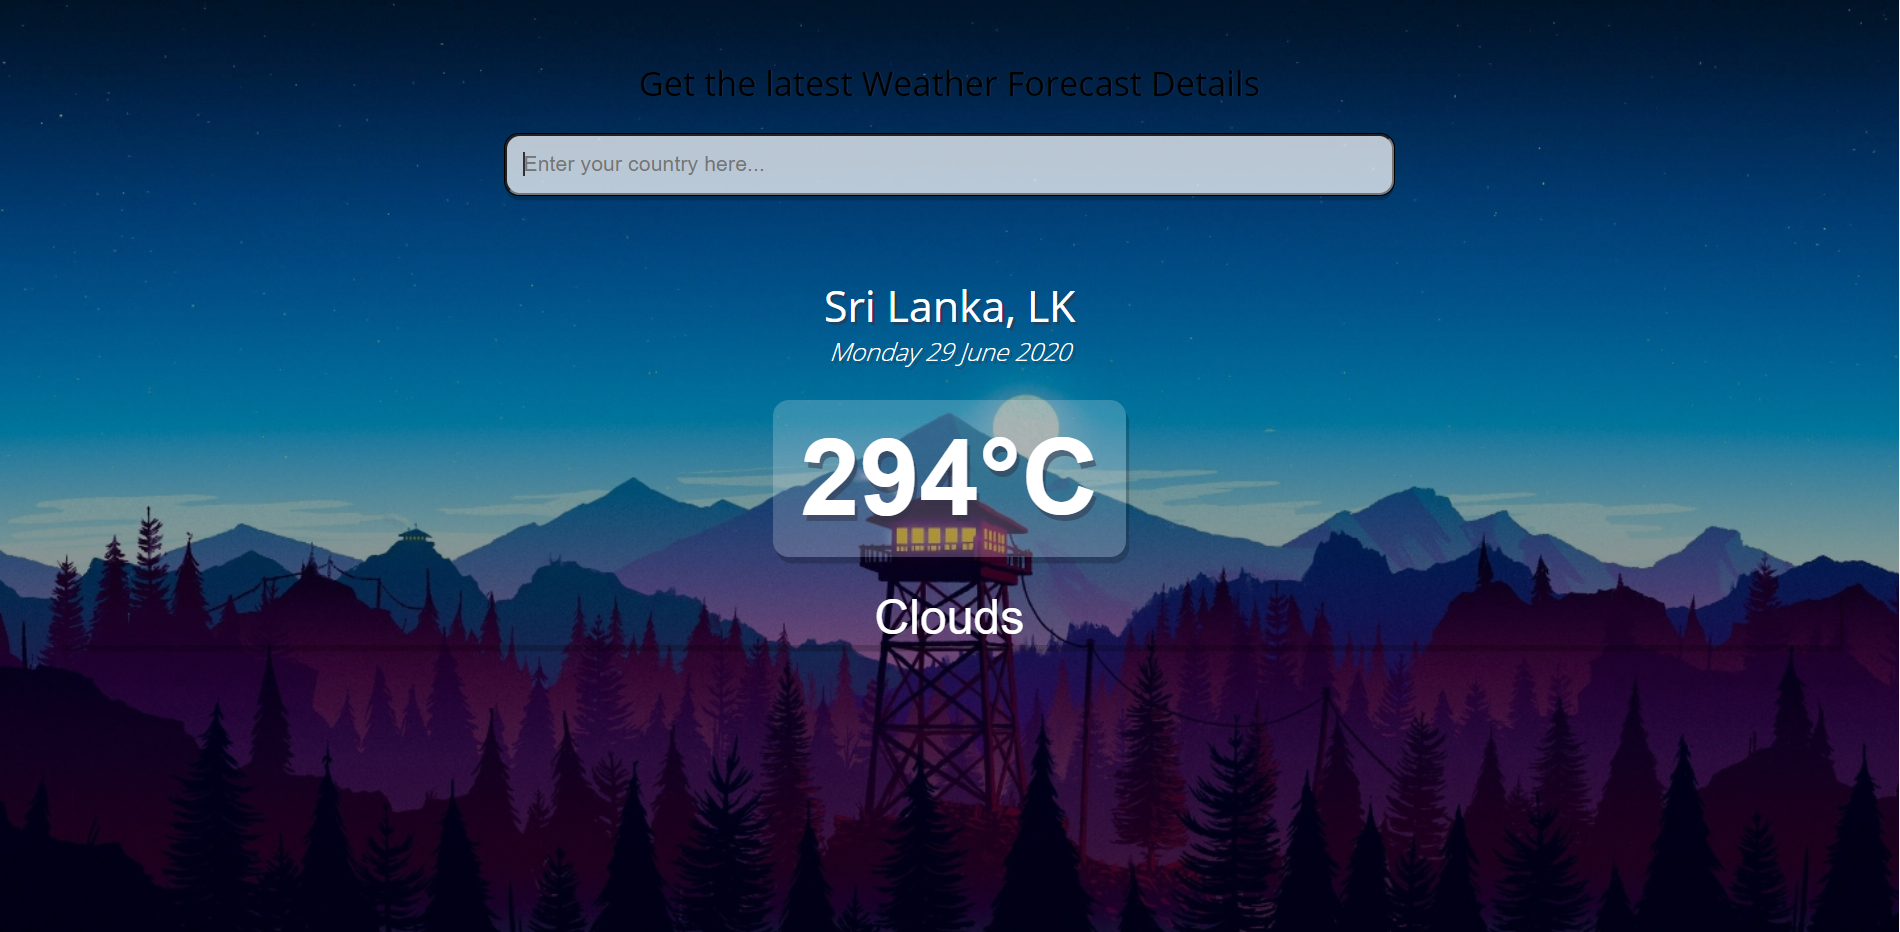 Get the latest Weather Forecast Details
Enter your country here...
Sri Lanka, LK
Monday 29 June 2020
294°C
Clouds